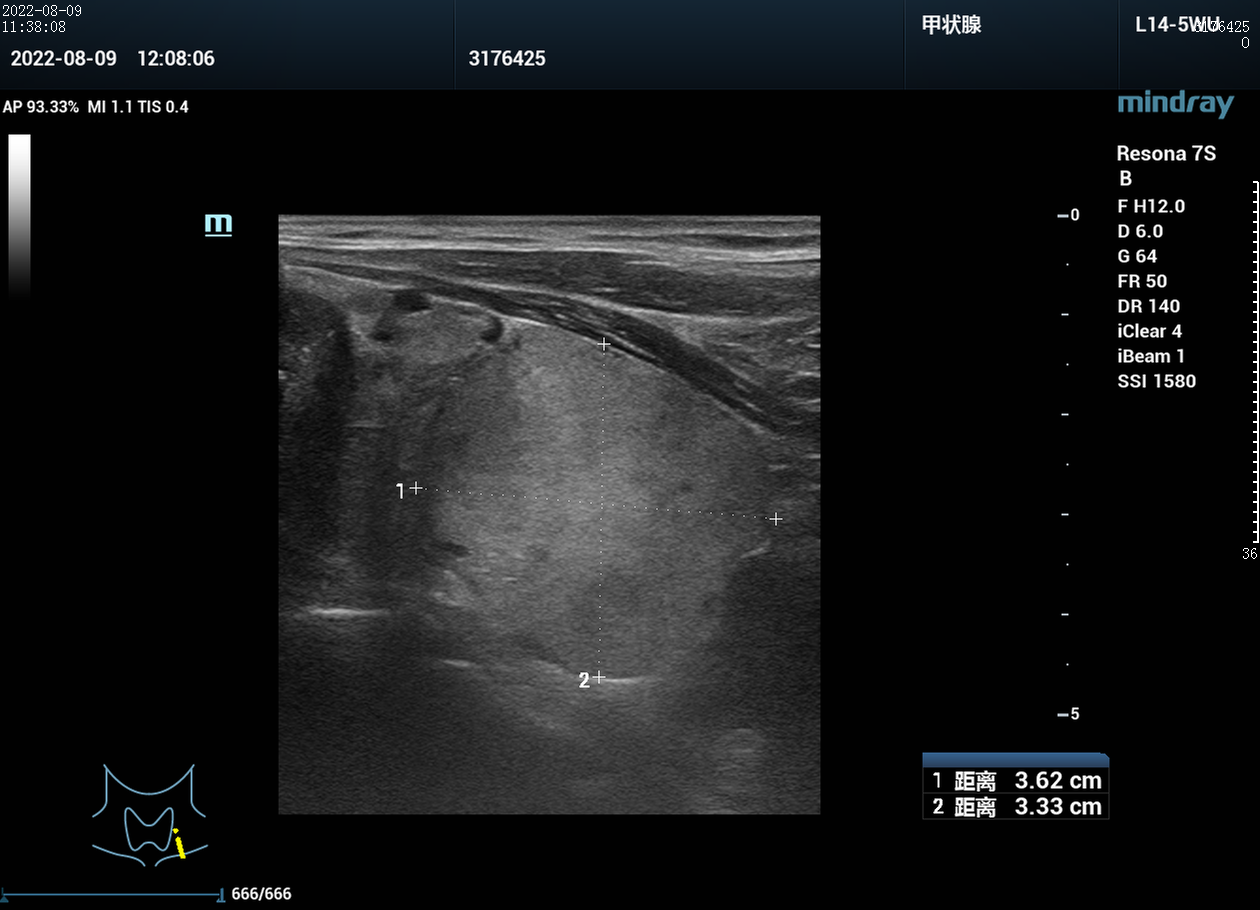 2022-08-09
11:38:08
2022-08-09 12:08:06
3176425
甲状腺
L14-5WU
3176425
0
AP 93.33% MI 1.1 TIS 0.4
mindray
Resona 7S
B
F H12.0
D 6.0
G 64
FR 50
DR 140
iClear 4
iBeam 1
SSI 1580
m
0
1
2
5
36
1 距离 3.62 cm
2 距离 3.33 cm
666/666